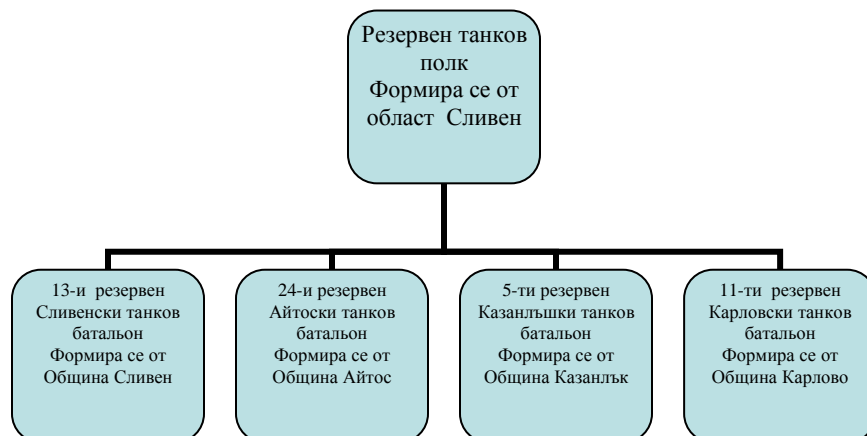 Резервен танков
полк
Формира се от
област Сливен
13-и резервен
Сливенски танков
батальон
Формира се от
Община Сливен
24-и резервен
Айтоски танков
батальон
Формира се от
Община Айтос
5-ти резервен
Казанлъшки танков
батальон
Формира се от
Община Казанлък
11-ти резервен
Карловски танков
батальон
Формира се от
Община Карлово